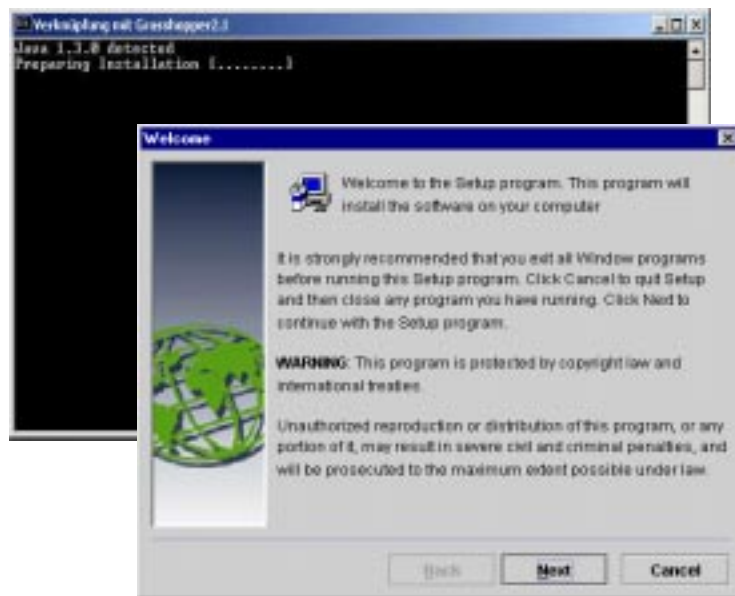 Verknüpfung mit Grasshopper2.1
Java 1.3.0 detected
Preparing Installation [........]
Welcome
Welcome to the Setup program. This program will
install the software on your computer
It is strongly recommended that you exit all Window programs
before running this Setup program. Click Cancel to quit Setup
and then close any program you have running. Click Next to
continue with the Setup program.
WARNING: This program is protected by copyright law and
international treaties.
Unauthorized reproduction or distribution of this program, or any
portion of it, may result in severe civil and criminal penalties, and
will be prosecuted to the maximum extent possible under law.
Back
Next
Cancel